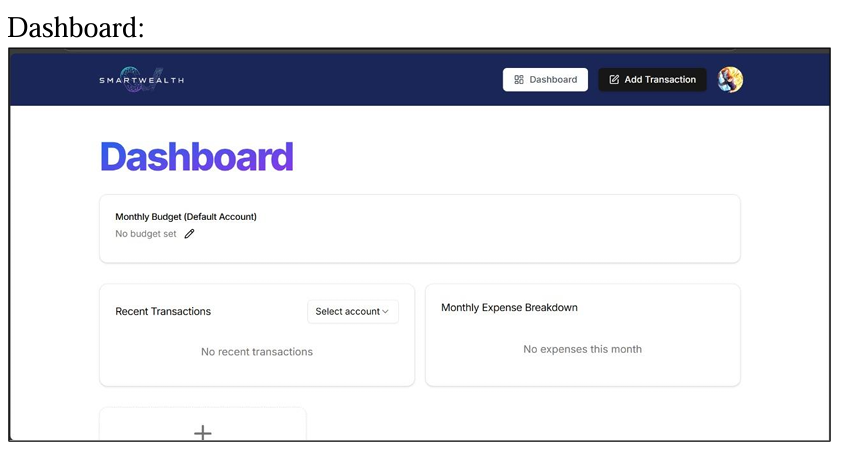 Dashboard:
SMARTWEALTH
Dashboard
Add Transaction
Dashboard
Monthly Budget (Default Account)
No budget set
Recent Transactions
Select account
No recent transactions
Monthly Expense Breakdown
No expenses this month